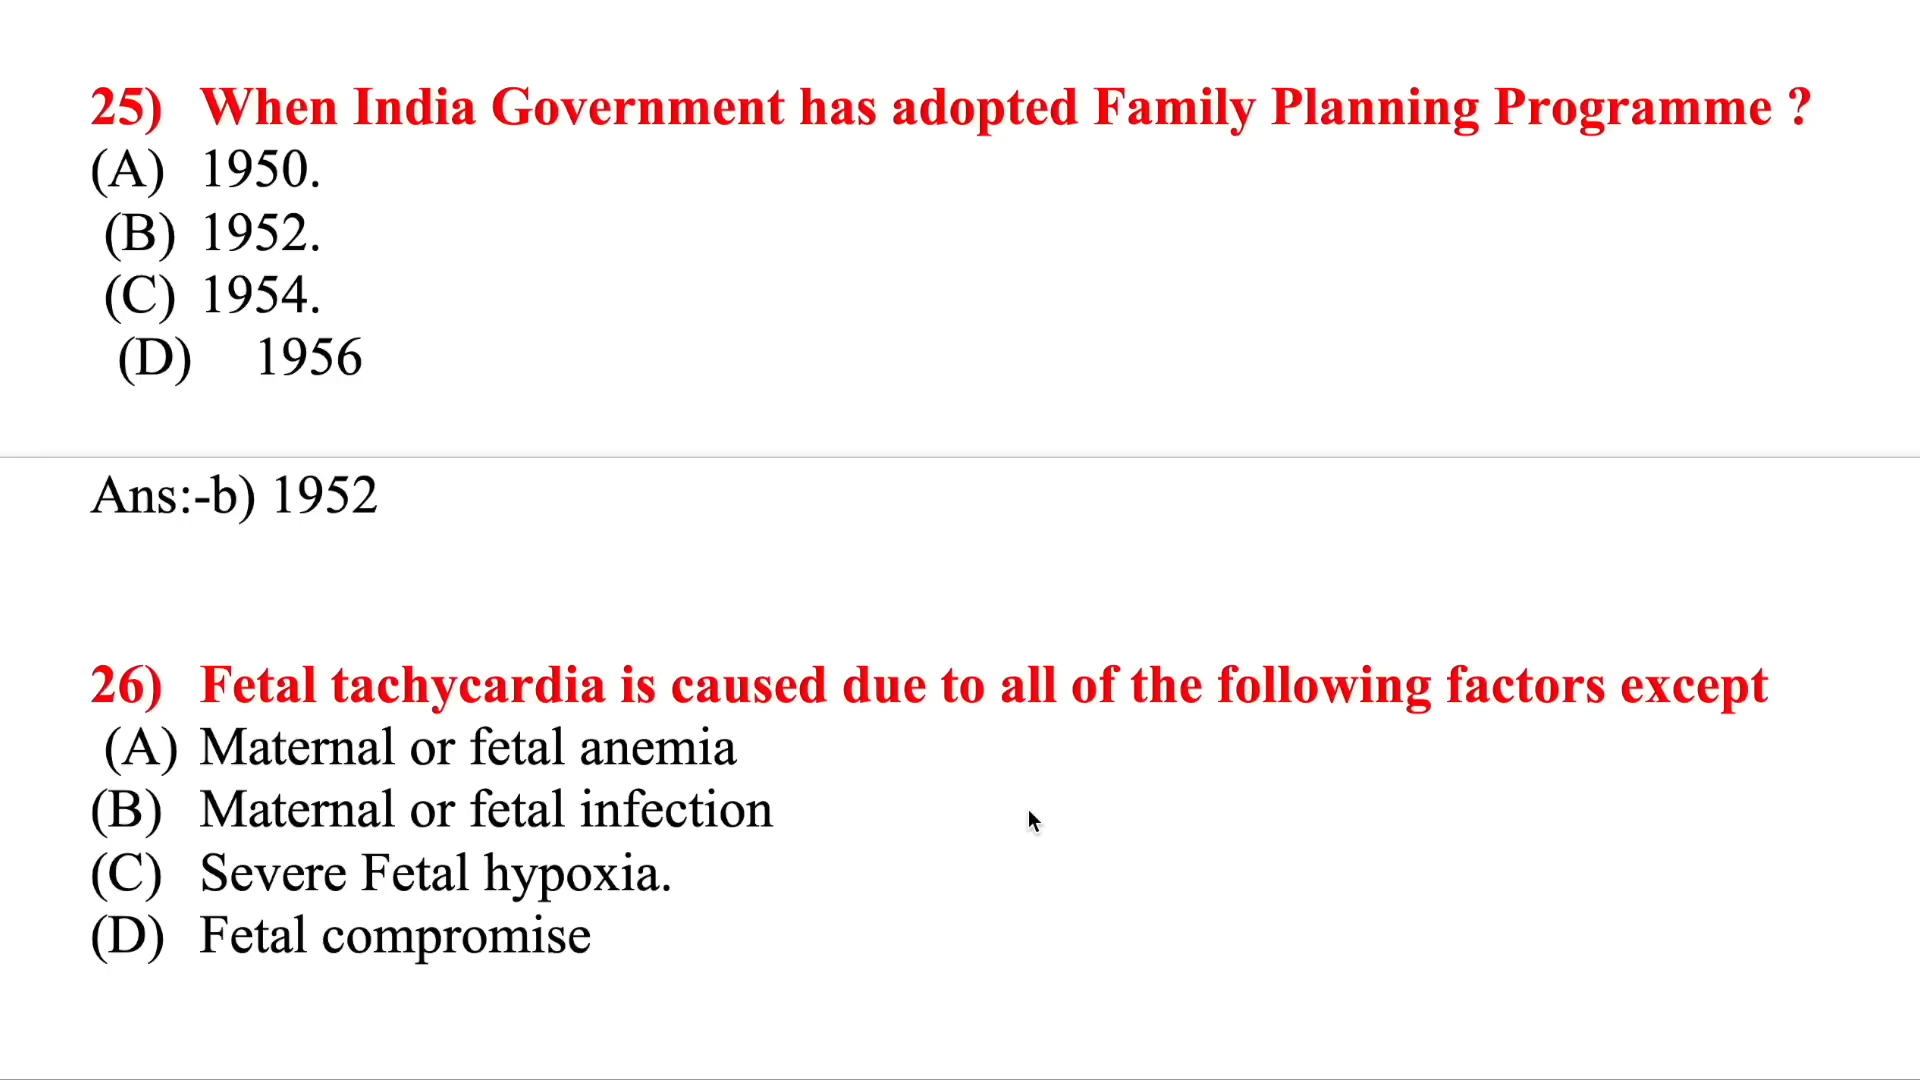 25) When India Government has adopted Family Planning Programme ?
(A) 1950.
(B) 1952.
(C) 1954.
(D) 1956
Ans:-b) 1952
26) Fetal tachycardia is caused due to all of the following factors except
(A) Maternal or fetal anemia
(B) Maternal or fetal infection
(C) Severe Fetal hypoxia.
(D) Fetal compromise